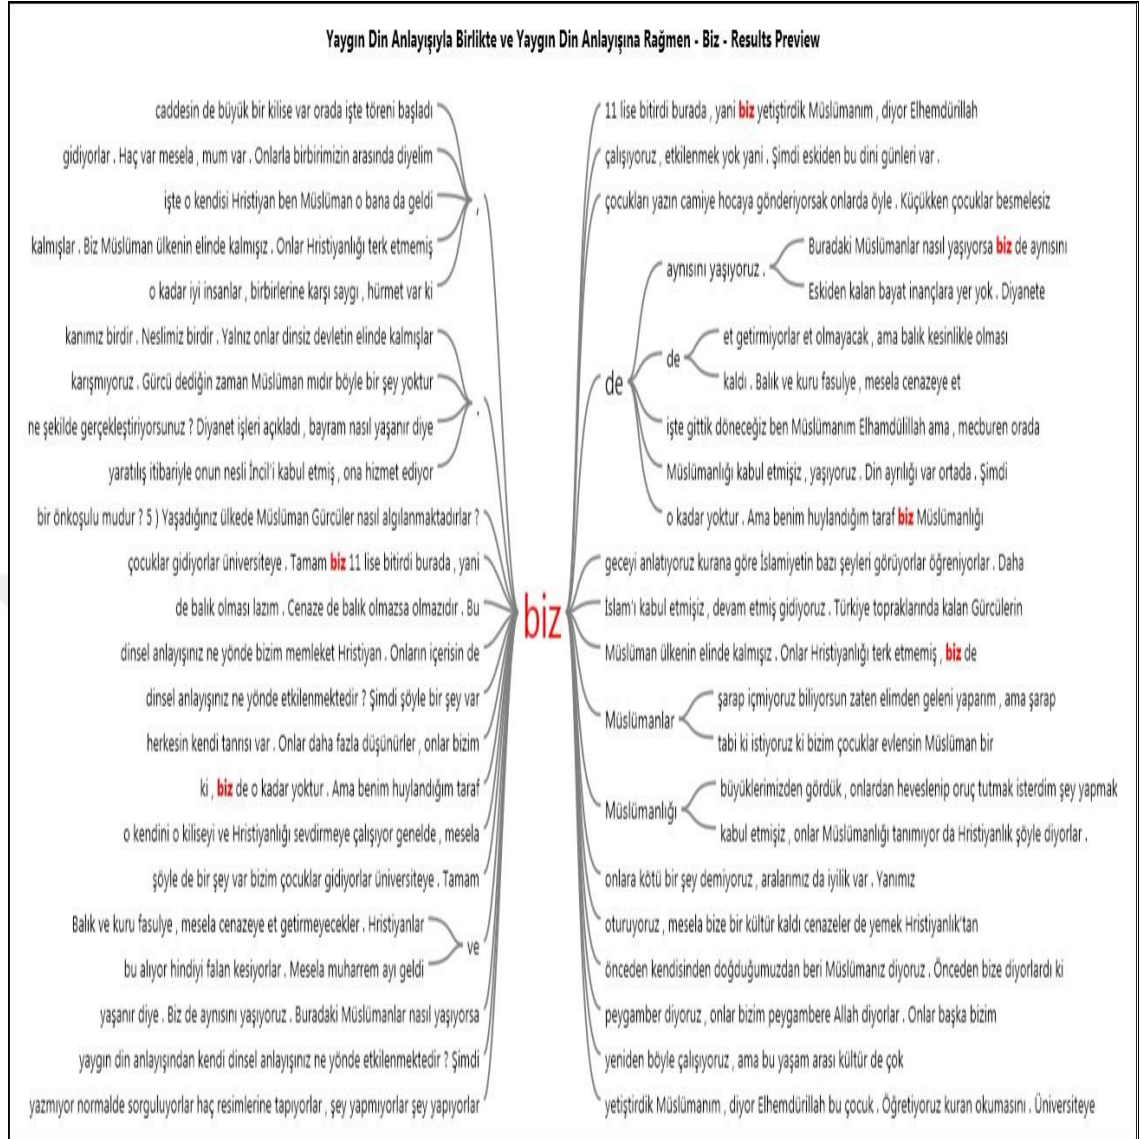 Yaygın Din Anlayışıyla Birlikte ve Yaygın Din Anlayışına Rağmen - Biz - Results Preview
caddesin de büyük bir kilise var orada işte töreni başladı
gidiyorlar . Haç var mesela , mum var . Onlarla birbirimizin arasında diyelim
işte o kendisi Hristiyan ben Müslüman o bana da geldi
,
kalmışlar . Biz Müslüman ülkenin elinde kalmışız . Onlar Hristiyanlığı terk etmemiş
o kadar iyi insanlar , birbirlerine karşı saygı , hürmet var ki
kanımız birdir . Neslimiz birdir . Yalnız onlar dinsiz devletin elinde kalmışlar
karışmıyoruz . Gürcü dediğin zaman Müslüman mıdır böyle bir şey yoktur
.
ne şekilde gerçekleştiriyorsunuz ? Diyanet işleri açıkladı , bayram nasıl yaşanır diye
yaratılış itibariyle onun nesli İncil'i kabul etmiş , ona hizmet ediyor
bir önkoşulu mudur ? 5 ) Yaşadığınız ülkede Müslüman Gürcüler nasıl algılanmaktadırlar ?
çocuklar gidiyorlar üniversiteye . Tamam biz 11 lise bitirdi burada , yani
de balık olması lazım . Cenaze de balık olmazsa olmazıdır . Bu
dinsel anlayışınız ne yönde bizim memleket Hristiyan . Onların içerisin de
dinsel anlayışınız ne yönde etkilenmektedir ? Şimdi şöyle bir şey var
herkesin kendi tanrısı var . Onlar daha fazla düşünürler , onlar bizim
ki , biz de o kadar yoktur . Ama benim huylandığım taraf
o kendini o kiliseyi ve Hristiyanlığı sevdirmeye çalışıyor genelde , mesela
şöyle de bir şey var bizim çocuklar gidiyorlar üniversiteye . Tamam
Balık ve kuru fasulye , mesela cenazeye et getirmeyecekler . Hristiyanlar
ve
bu alıyor hindiyi falan kesiyorlar . Mesela muharrem ayı geldi
yaşanır diye . Biz de aynısını yaşıyoruz . Buradaki Müslümanlar nasıl yaşıyorsa
yaygın din anlayışından kendi dinsel anlayışınız ne yönde etkilenmektedir ? Şimdi
yazmıyor normalde sorguluyorlar haç resimlerine tapıyorlar , şey yapmıyorlar şey yapıyorlar
biz
11 lise bitirdi burada , yani biz yetiştirdik Müslümanım , diyor Elhemdürillah
çalışıyoruz , etkilenmek yok yani . Şimdi eskiden bu dini günleri var .
çocukları yazın camiye hocaya gönderiyorsak onlarda öyle . Küçükken çocuklar besmelesiz
de
aynısını yaşıyoruz .
Buradaki Müslümanlar nasıl yaşıyorsa biz de aynısını
Eskiden kalan bayat inançlara yer yok . Diyanete
de
et getirmiyorlar et olmayacak , ama balık kesinlikle olması
kaldı . Balık ve kuru fasulye , mesela cenazeye et
işte gittik döneceğiz ben Müslümanım Elhamdülillah ama , mecburen orada
Müslümanlığı kabul etmişiz , yaşıyoruz . Din ayrılığı var ortada . Şimdi
o kadar yoktur . Ama benim huylandığım taraf biz Müslümanlığı
geceyi anlatıyoruz kurana göre İslamiyetin bazı şeyleri görüyorlar öğreniyorlar . Daha
İslam'ı kabul etmişiz , devam etmiş gidiyoruz . Türkiye topraklarında kalan Gürcülerin
Müslüman ülkenin elinde kalmışız . Onlar Hristiyanlığı terk etmemiş , biz de
Müslümanlar
şarap içmiyoruz biliyorsun zaten elimden geleni yaparım , ama şarap
tabi ki istiyoruz ki bizim çocuklar evlensin Müslüman bir
Müslümanlığı
büyüklerimizden gördük , onlardan heveslenip oruç tutmak isterdim şey yapmak
kabul etmişiz , onlar Müslümanlığı tanımıyor da Hristiyanlık şöyle diyorlar .
onlara kötü bir şey demiyoruz , aralarımız da iyilik var . Yanımız
oturuyoruz , mesela bize bir kültür kaldı cenazeler de yemek Hristiyanlık'tan
önceden kendisinden doğduğumuzdan beri Müslümanız diyoruz . Önceden bize diyorlardı ki
peygamber diyoruz , onlar bizim peygambere Allah diyorlar . Onlar başka bizim
yeniden böyle çalışıyoruz , ama bu yaşam arası kültür de çok
yetiştirdik Müslümanım , diyor Elhemdürillah bu çocuk . Öğretiyoruz kuran okumasını . Üniversiteye